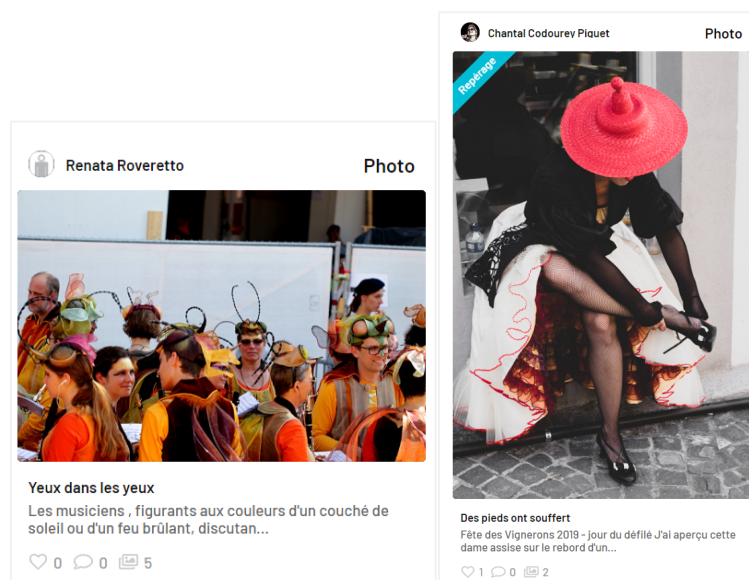 Renata Roveretto
Photo
Yeux dans les yeux
Les musiciens , figurants aux couleurs d'un couché de
soleil ou d'un feu brûlant, discutan...
0
0
5
Chantal Codourey Piquet
Photo
Repérage
Des pieds ont souffert
Fête des Vignerons 2019 - jour du défilé J'ai aperçu cette
dame assise sur le rebord d'un...
1
0
2